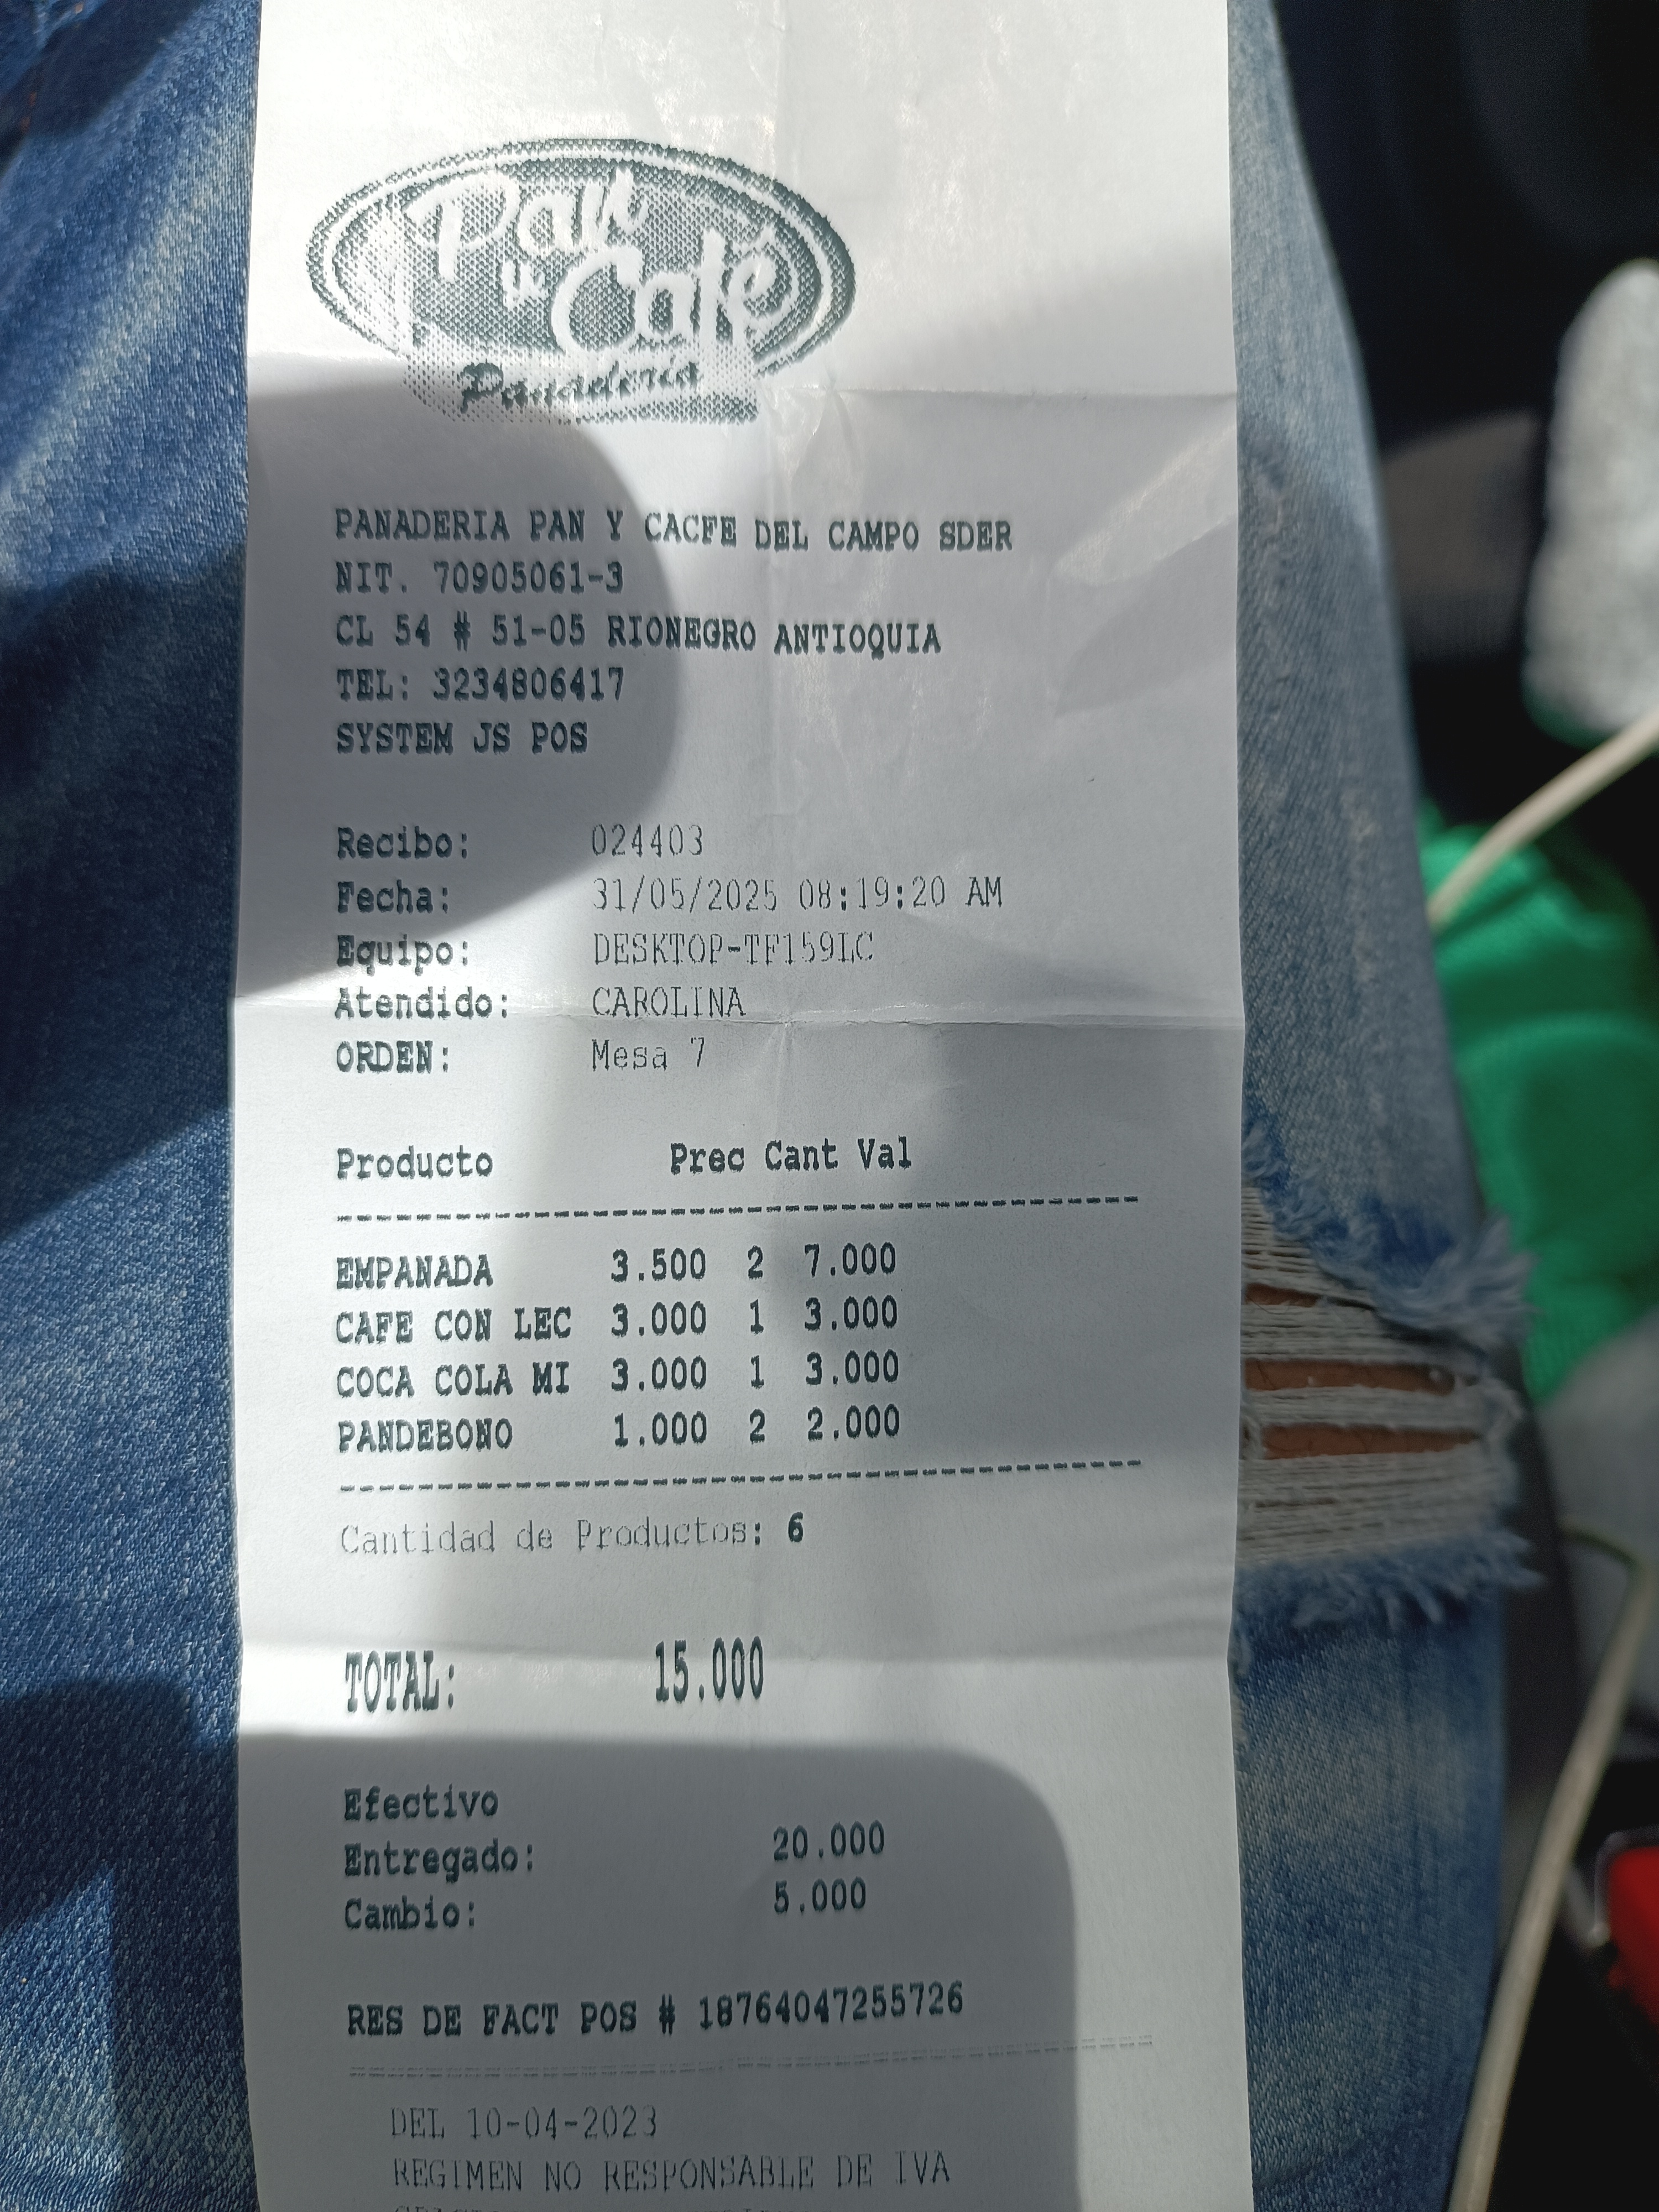 Pan
y Café
Panadería
PANADERIA PAN Y CACFE DEL CAMPO SDER
NIT. 70905061-3
CL 54 # 51-05 RIONEGRO ANTIOQUIA
TEL: 3234806417
SYSTEM JS POS
Recibo: 024403
Fecha: 31/05/2025 08:19:20 AM
Equipo: DESKTOP-TF159LC
Atendido: CAROLINA
ORDEN: Mesa 7
Producto Prec Cant Val
EMPANADA 3.500 2 7.000
CAFE CON LEC 3.000 1 3.000
COCA COLA MI 3.000 1 3.000
PANDEBONO 1.000 2 2.000
Cantidad de Productos: 6
TOTAL: 15.000
Efectivo
Entregado: 20.000
Cambio: 5.000
RES DE FACT POS # 18764047255726
DEL 10-04-2023
REGIMEN NO RESPONSABLE DE IVA